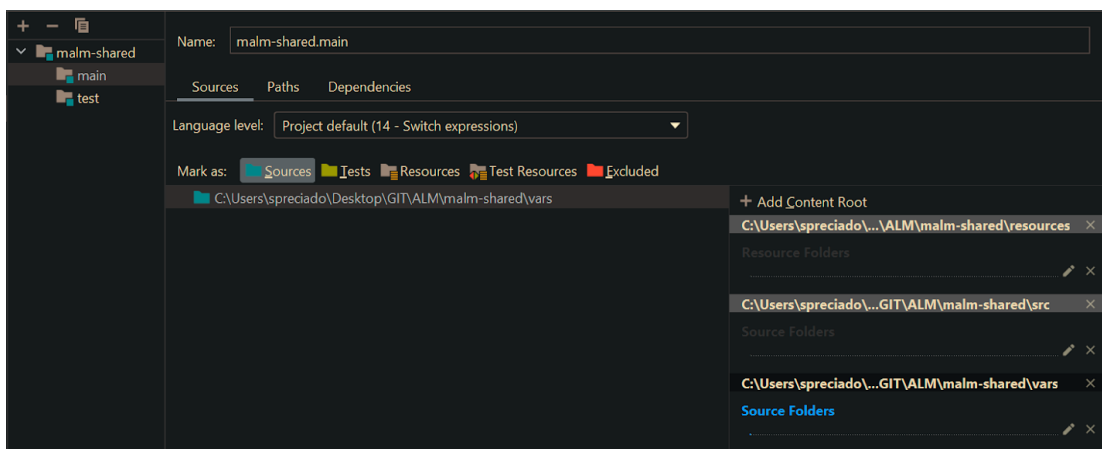 malm-shared
main
test
Name: malm-shared.main
Sources Paths Dependencies
Language level: Project default (14 - Switch expressions)
Mark as: Sources Tests Resources Test Resources Excluded
C:\Users\spreciado\Desktop\GIT\ALM\malm-shared\vars
+ Add Content Root
C:\Users\spreciado\...\ALM\malm-shared\resources
Resource Folders
C:\Users\spreciado\...GIT\ALM\malm-shared\src
Source Folders
C:\Users\spreciado\...GIT\ALM\malm-shared\vars
Source Folders